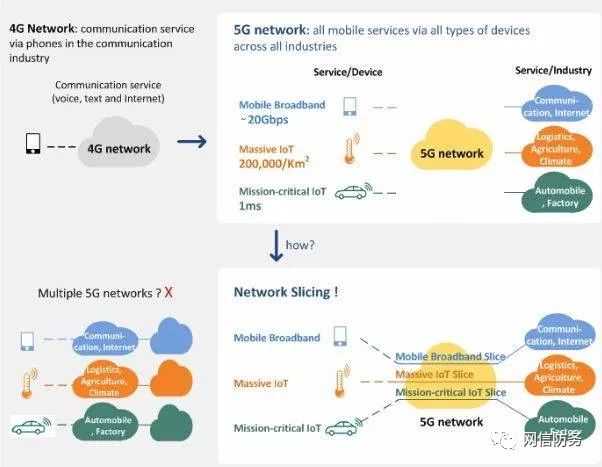 4G Network: communication service
via phones in the communication
industry
Communication service
(voice, text and Internet)
4G network
5G network: all mobile services via all types of devices
across all industries
Service/Device
Service/Industry
Mobile Broadband
~20Gbps
Communi-
cation, Internet
Massive IoT
200,000/Km²
5G network
Logistics,
Agriculture,
Climate
Mission-critical IoT
1ms
Automobile
, Factory
how?
Multiple 5G networks ? X
Communi-
cation, Internet
Logistics,
Agriculture,
Climate
Automobile
, Factory
Network Slicing !
Mobile Broadband
Mobile Broadband Slice
Communi-
cation, Internet
Massive IoT
Massive IoT Slice
Logistics,
Agriculture,
Climate
Mission-critical IoT Slice
Mission-critical IoT
5G network
Automobile
, Factory
网信防务